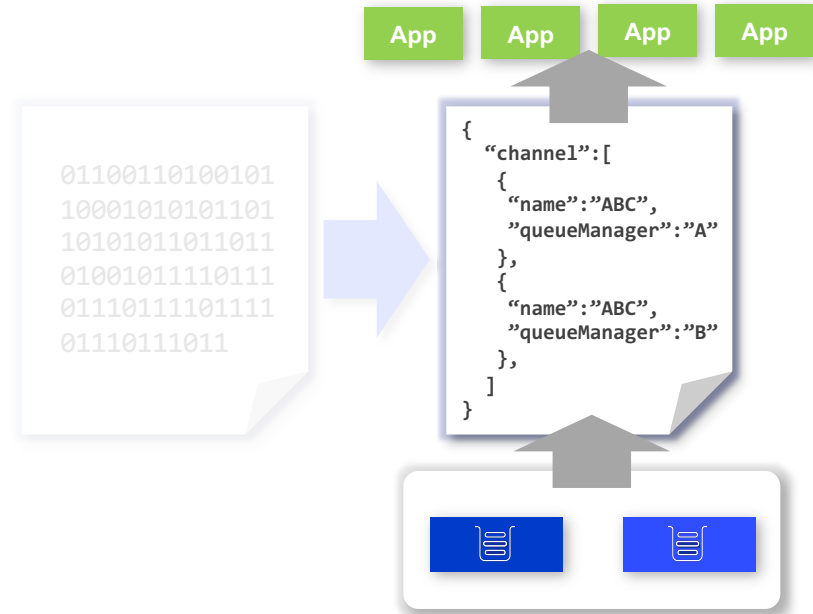 App
App
App
App
01100110100101
10001010101101
10101011011011
01001011110111
01110111101111
01110111011
{
“channel”:[
{
“name”:”ABC”,
”queueManager”:”A”
},
{
“name”:”ABC”,
”queueManager”:”B”
},
]
}